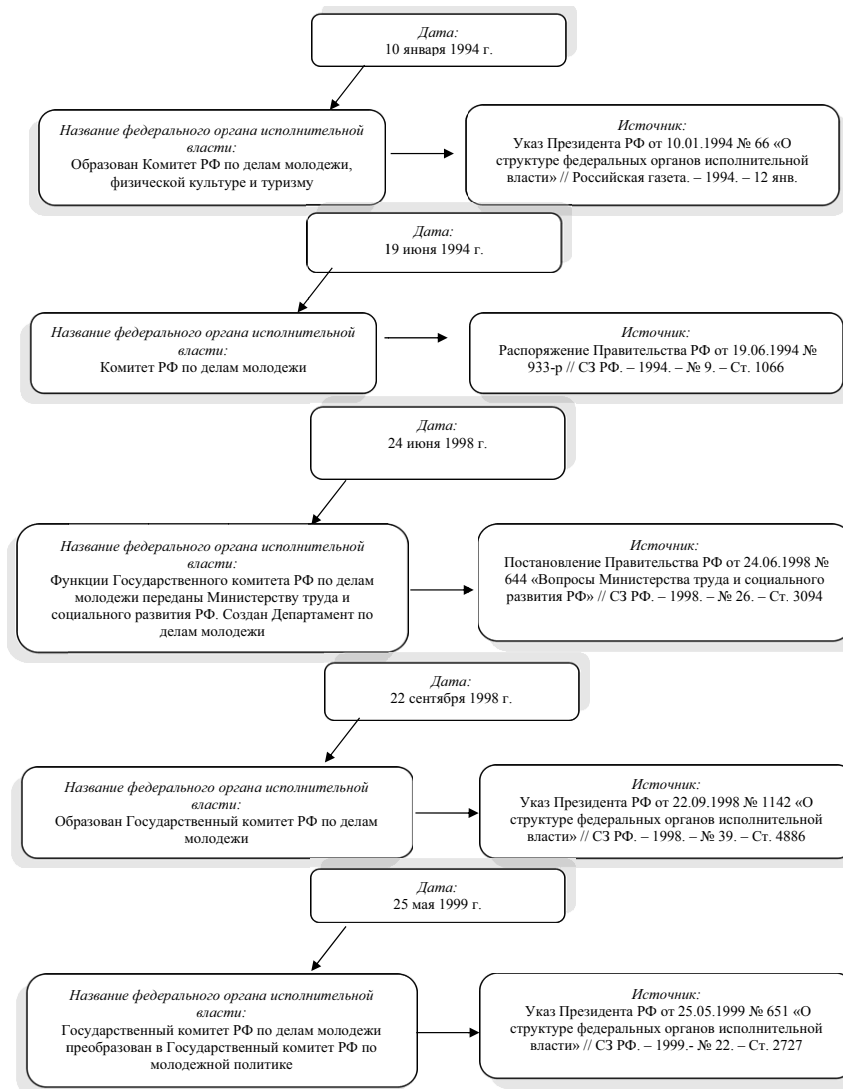 Дата:
10 января 1994 г.
Название федерального органа исполнительной
власти:
Образован Комитет РФ по делам молодежи,
физической культуре и туризму
Источник:
Указ Президента РФ от 10.01.1994 № 66 «О
структуре федеральных органов исполнительной
власти» // Российская газета. – 1994. – 12 янв.
Дата:
19 июня 1994 г.
Название федерального органа исполнительной
власти:
Комитет РФ по делам молодежи
Источник:
Распоряжение Правительства РФ от 19.06.1994 №
933-р // СЗ РФ. – 1994. – № 9. – Ст. 1066
Дата:
24 июня 1998 г.
Название федерального органа исполнительной
власти:
Функции Государственного комитета РФ по делам
молодежи переданы Министерству труда и
социального развития РФ. Создан Департамент по
делам молодежи
Источник:
Постановление Правительства РФ от 24.06.1998 №
644 «Вопросы Министерства труда и социального
развития РФ» // СЗ РФ. – 1998. – № 26. – Ст. 3094
Дата:
22 сентября 1998 г.
Название федерального органа исполнительной
власти:
Образован Государственный комитет РФ по делам
молодежи
Источник:
Указ Президента РФ от 22.09.1998 № 1142 «О
структуре федеральных органов исполнительной
власти» // СЗ РФ. – 1998. – № 39. – Ст. 4886
Дата:
25 мая 1999 г.
Название федерального органа исполнительной
власти:
Государственный комитет РФ по делам молодежи
преобразован в Государственный комитет РФ по
молодежной политике
Источник:
Указ Президента РФ от 25.05.1999 № 651 «О
структуре федеральных органов исполнительной
власти» // СЗ РФ. – 1999.- № 22. – Ст. 2727